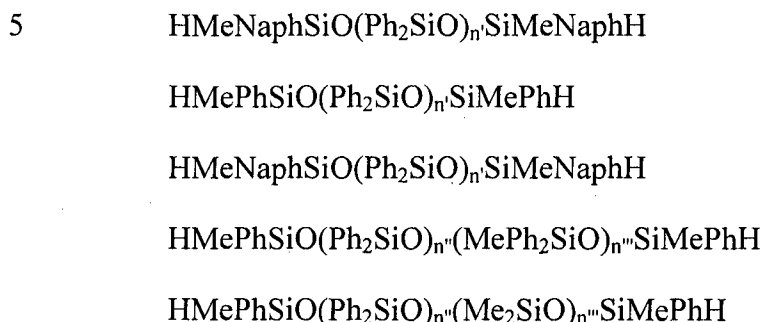 5 HMeNaphSiO(Ph₂SiO)n'SiMeNaphH
HMePhSiO(Ph₂SiO)n'SiMePhH
HMeNaphSiO(Ph₂SiO)n'SiMeNaphH
HMePhSiO(Ph₂SiO)n"(MePh₂SiO)n'"SiMePhH
HMePhSiO(Ph₂SiO)n"(Me₂SiO)n'"SiMePhH